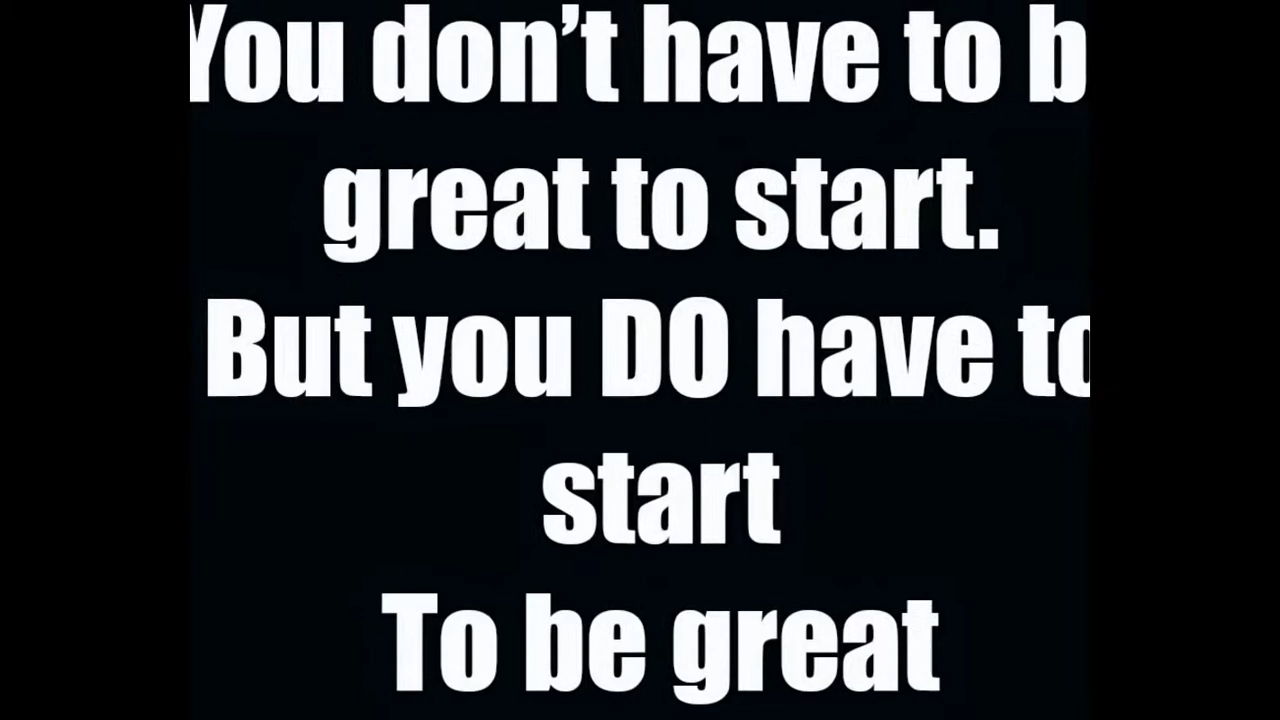 You don't have to b
great to start.
But you DO have to
start
To be great